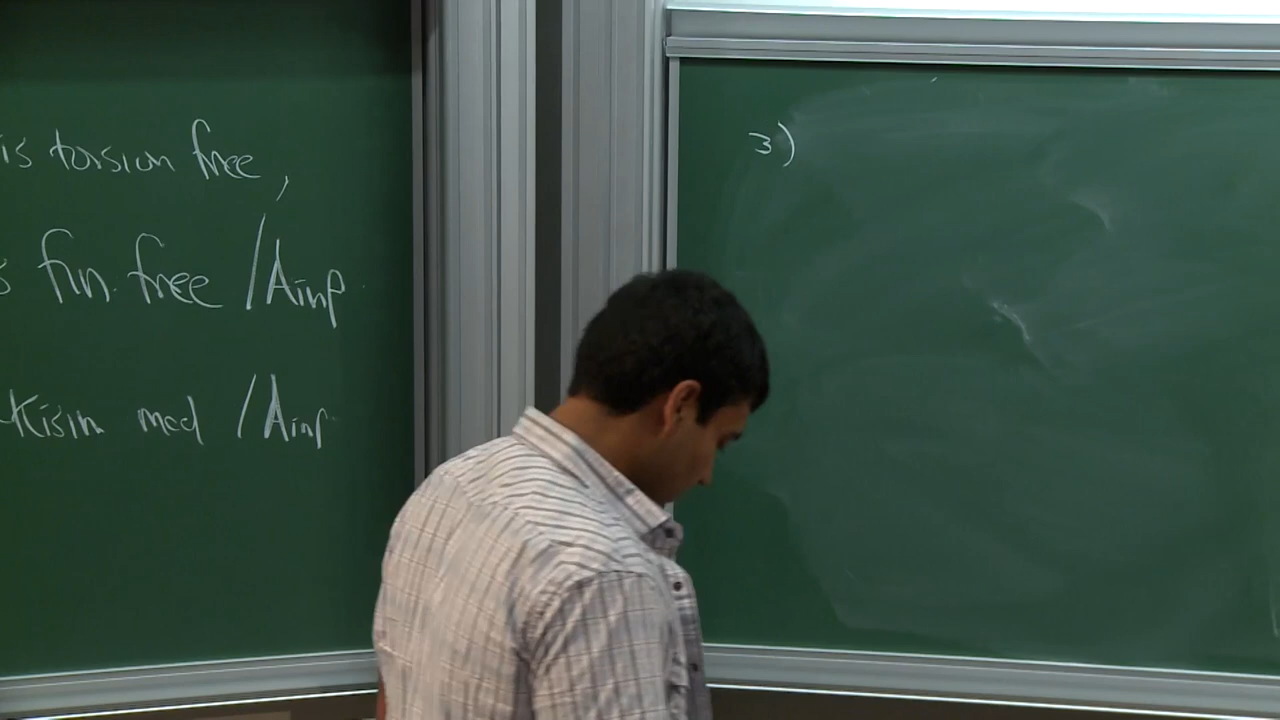 is torsion free,
fin. free /Ainf
Kisin mod /Ainf
3)